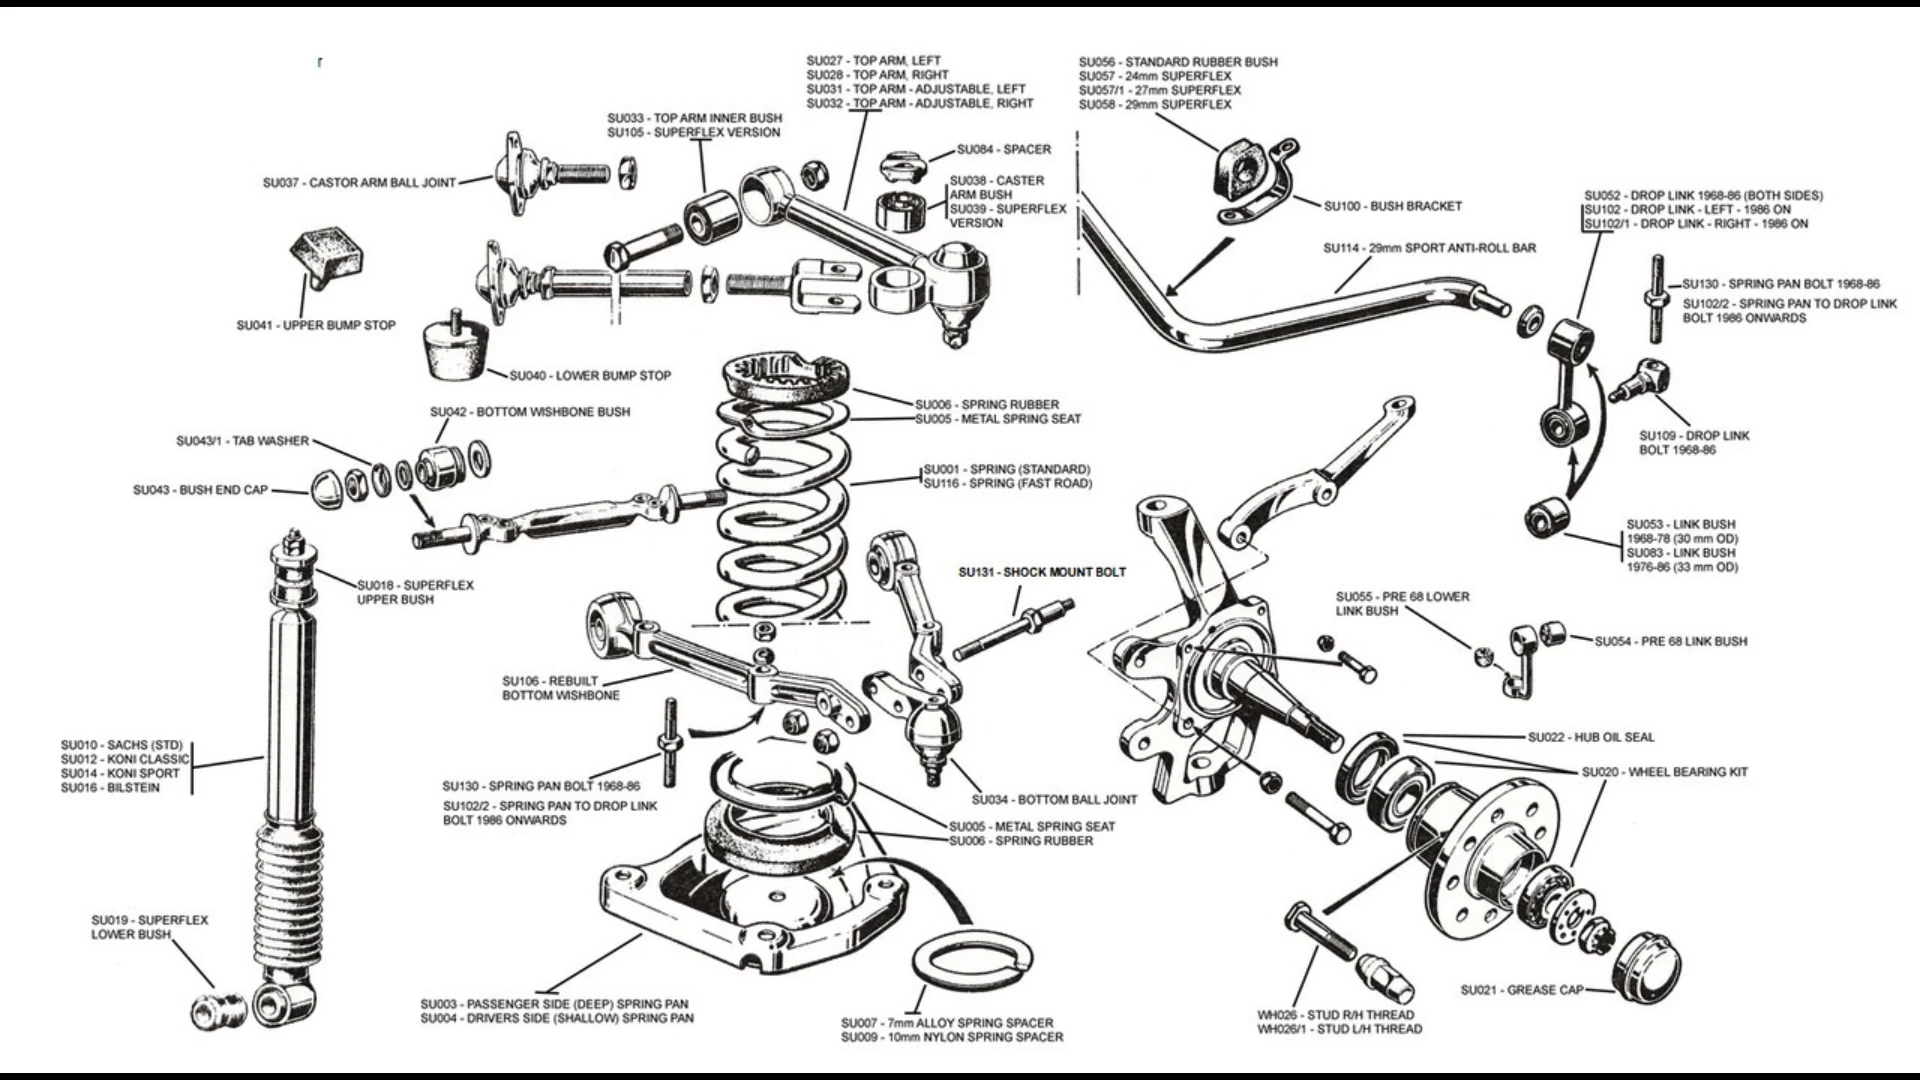 r
SU027 - TOP ARM, LEFT
SU028 - TOP ARM, RIGHT
SU031 - TOP ARM - ADJUSTABLE, LEFT
SU032 - TOP ARM - ADJUSTABLE, RIGHT
SU056 - STANDARD RUBBER BUSH
SU057 - 24mm SUPERFLEX
SU057/1 - 27mm SUPERFLEX
SU058 - 29mm SUPERFLEX
SU033 - TOP ARM INNER BUSH
SU105 - SUPERFLEX VERSION
SU084 - SPACER
SU037 - CASTOR ARM BALL JOINT
SU038 - CASTER
ARM BUSH
SU039 - SUPERFLEX
VERSION
SU100 - BUSH BRACKET
SU052 - DROP LINK 1968-86 (BOTH SIDES)
SU102 - DROP LINK - LEFT - 1986 ON
SU102/1 - DROP LINK - RIGHT - 1986 ON
SU114 - 29mm SPORT ANTI-ROLL BAR
SU130 - SPRING PAN BOLT 1968-86
SU102/2 - SPRING PAN TO DROP LINK
BOLT 1986 ONWARDS
SU041 - UPPER BUMP STOP
SU040 - LOWER BUMP STOP
SU006 - SPRING RUBBER
SU005 - METAL SPRING SEAT
SU042 - BOTTOM WISHBONE BUSH
SU043/1 - TAB WASHER
SU109 - DROP LINK
BOLT 1968-86
SU043 - BUSH END CAP
SU001 - SPRING (STANDARD)
SU116 - SPRING (FAST ROAD)
SU053 - LINK BUSH
1968-78 (30 mm OD)
SU083 - LINK BUSH
1976-86 (33 mm OD)
SU018 - SUPERFLEX
UPPER BUSH
SU131 - SHOCK MOUNT BOLT
SU055 - PRE 68 LOWER
LINK BUSH
SU054 - PRE 68 LINK BUSH
SU106 - REBUILT
BOTTOM WISHBONE
SU022 - HUB OIL SEAL
SU010 - SACHS (STD)
SU012 - KONI CLASSIC
SU014 - KONI SPORT
SU016 - BILSTEIN
SU020 - WHEEL BEARING KIT
SU130 - SPRING PAN BOLT 1968-86
SU102/2 - SPRING PAN TO DROP LINK
BOLT 1986 ONWARDS
SU034 - BOTTOM BALL JOINT
SU005 - METAL SPRING SEAT
SU006 - SPRING RUBBER
SU019 - SUPERFLEX
LOWER BUSH
SU021 - GREASE CAP
SU003 - PASSENGER SIDE (DEEP) SPRING PAN
SU004 - DRIVERS SIDE (SHALLOW) SPRING PAN
SU007 - 7mm ALLOY SPRING SPACER
SU009 - 10mm NYLON SPRING SPACER
WH026 - STUD R/H THREAD
WH026/1 - STUD L/H THREAD